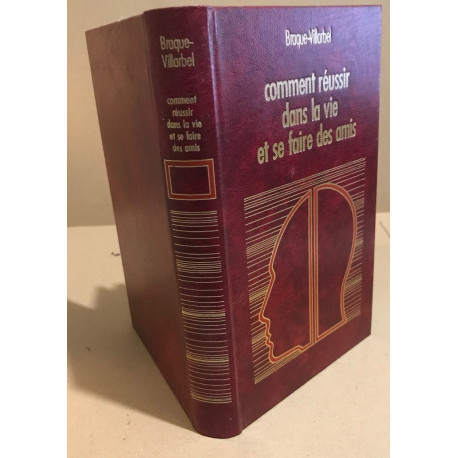 Braque-
Villarbel
comment
réussir
dans la vie
et se faire
des amis
Braque-Villarbel
comment réussir
dans la vie
et se faire des amis